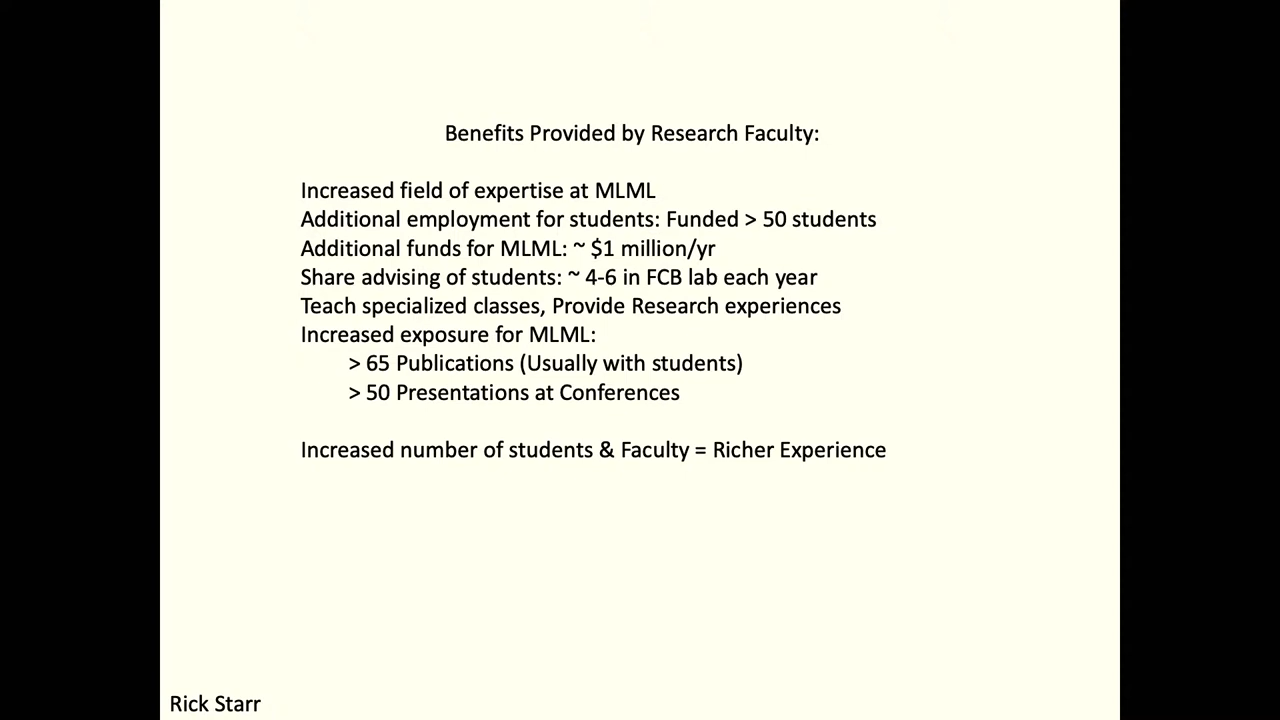 Benefits Provided by Research Faculty:
Increased field of expertise at MLML
Additional employment for students: Funded > 50 students
Additional funds for MLML: ~ $1 million/yr
Share advising of students: ~ 4-6 in FCB lab each year
Teach specialized classes, Provide Research experiences
Increased exposure for MLML:
> 65 Publications (Usually with students)
> 50 Presentations at Conferences
Increased number of students & Faculty = Richer Experience
Rick Starr